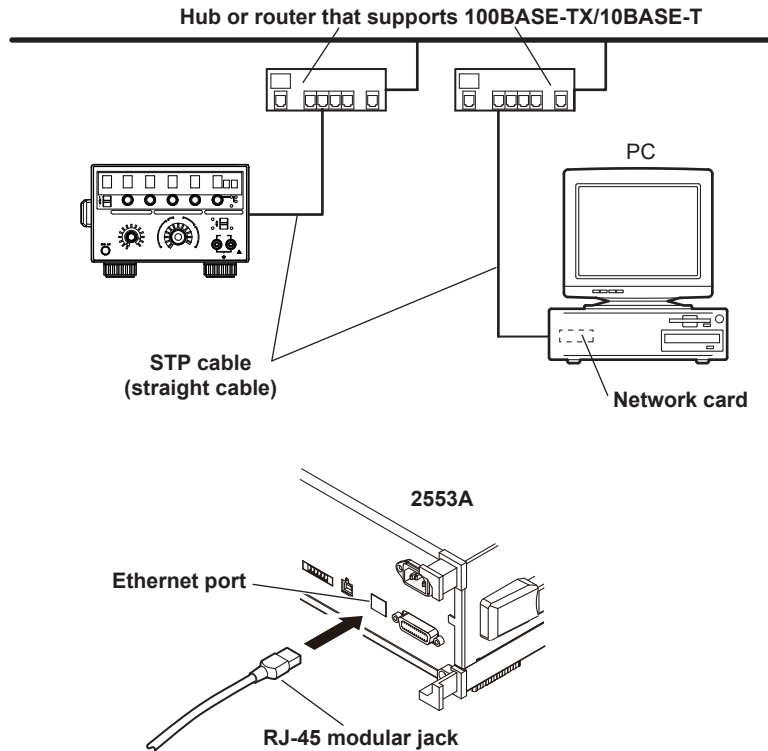 Hub or router that supports 100BASE-TX/10BASE-T
PC
STP cable
(straight cable)
Network card
2553A
Ethernet port
RJ-45 modular jack